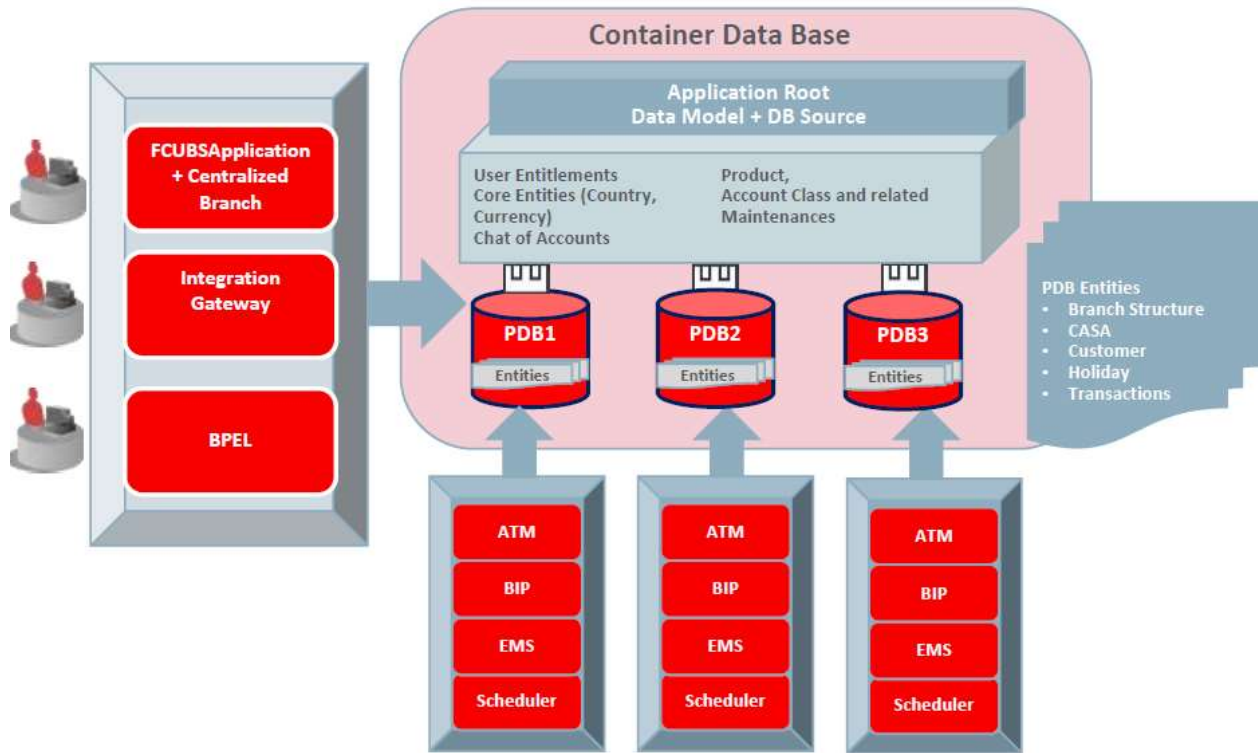 Container Data Base
Application Root
Data Model + DB Source
FCUBSApplication
+ Centralized
Branch
Integration
Gateway
BPEL
User Entitlements
Core Entities (Country,
Currency)
Chat of Accounts
Product,
Account Class and related
Maintenances
PDB1
Entities
PDB2
Entities
PDB3
Entities
PDB Entities
• Branch Structure
• CASA
• Customer
• Holiday
• Transactions
ATM
BIP
EMS
Scheduler
ATM
BIP
EMS
Scheduler
ATM
BIP
EMS
Scheduler